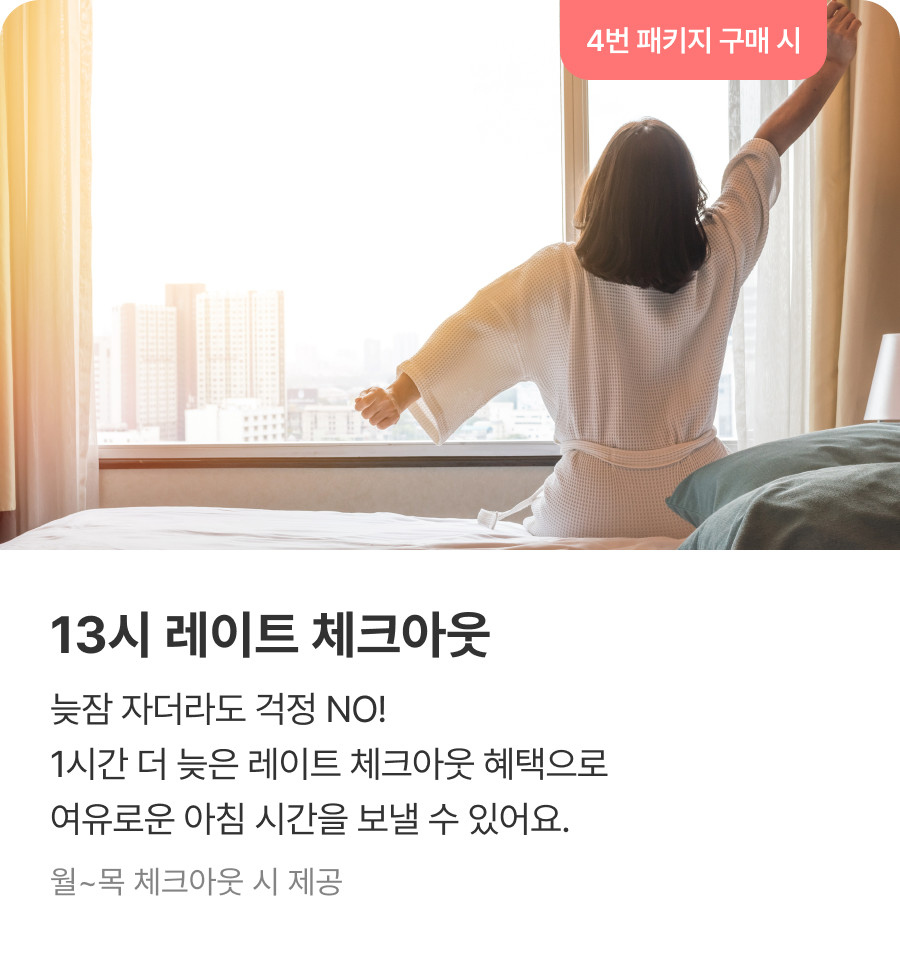 4번 패키지 구매 시
13시 레이트 체크아웃
늦잠 자더라도 걱정 NO!
1시간 더 늦은 레이트 체크아웃 혜택으로
여유로운 아침 시간을 보낼 수 있어요.
월~목 체크아웃 시 제공